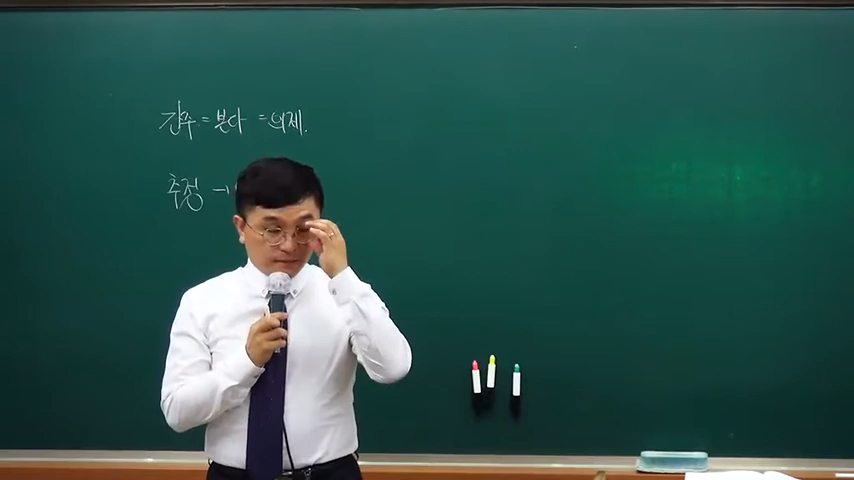 간주 = 본다 = 의제.
추정 →